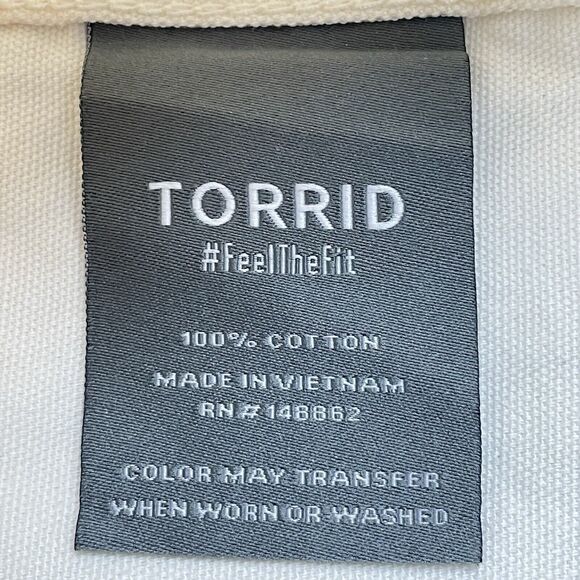 TORRID
#FeelTheFit
100% COTTON
MADE IN VIETNAM
RN # 148862
COLOR MAY TRANSFER
WHEN WORN OR WASHED